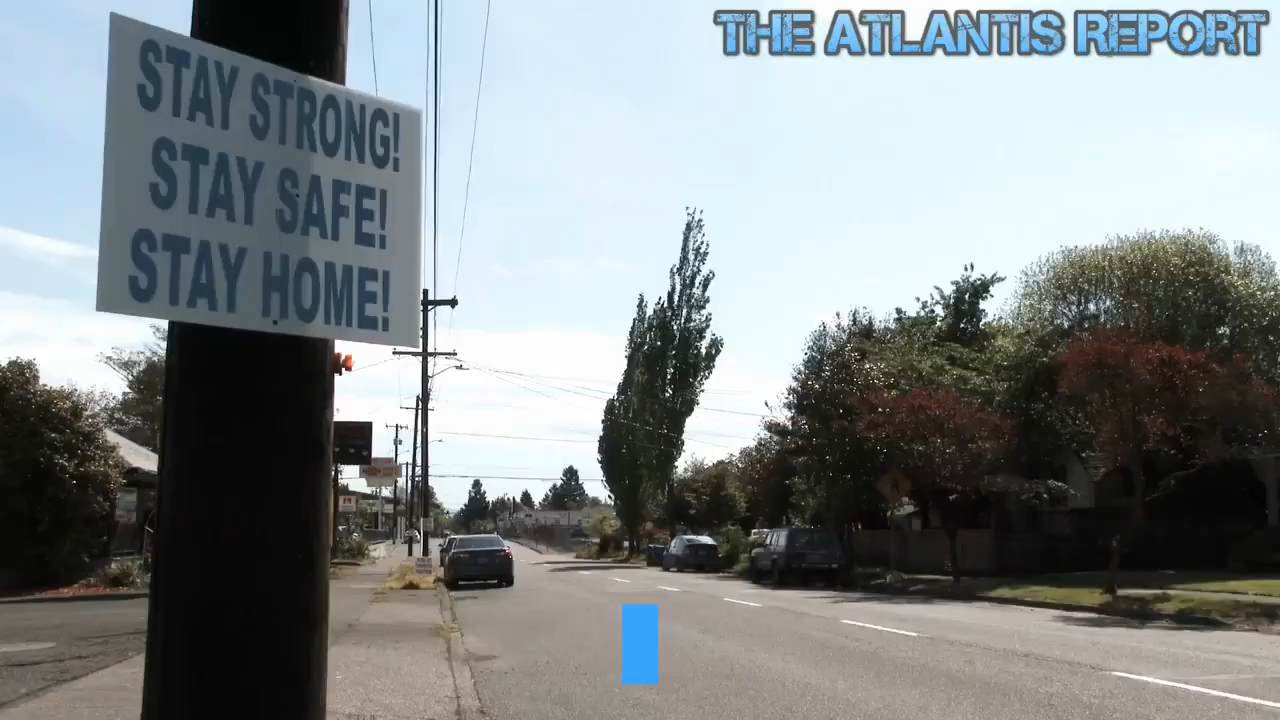 THE ATLANTIS REPORT
STAY STRONG!
STAY SAFE!
STAY HOME!